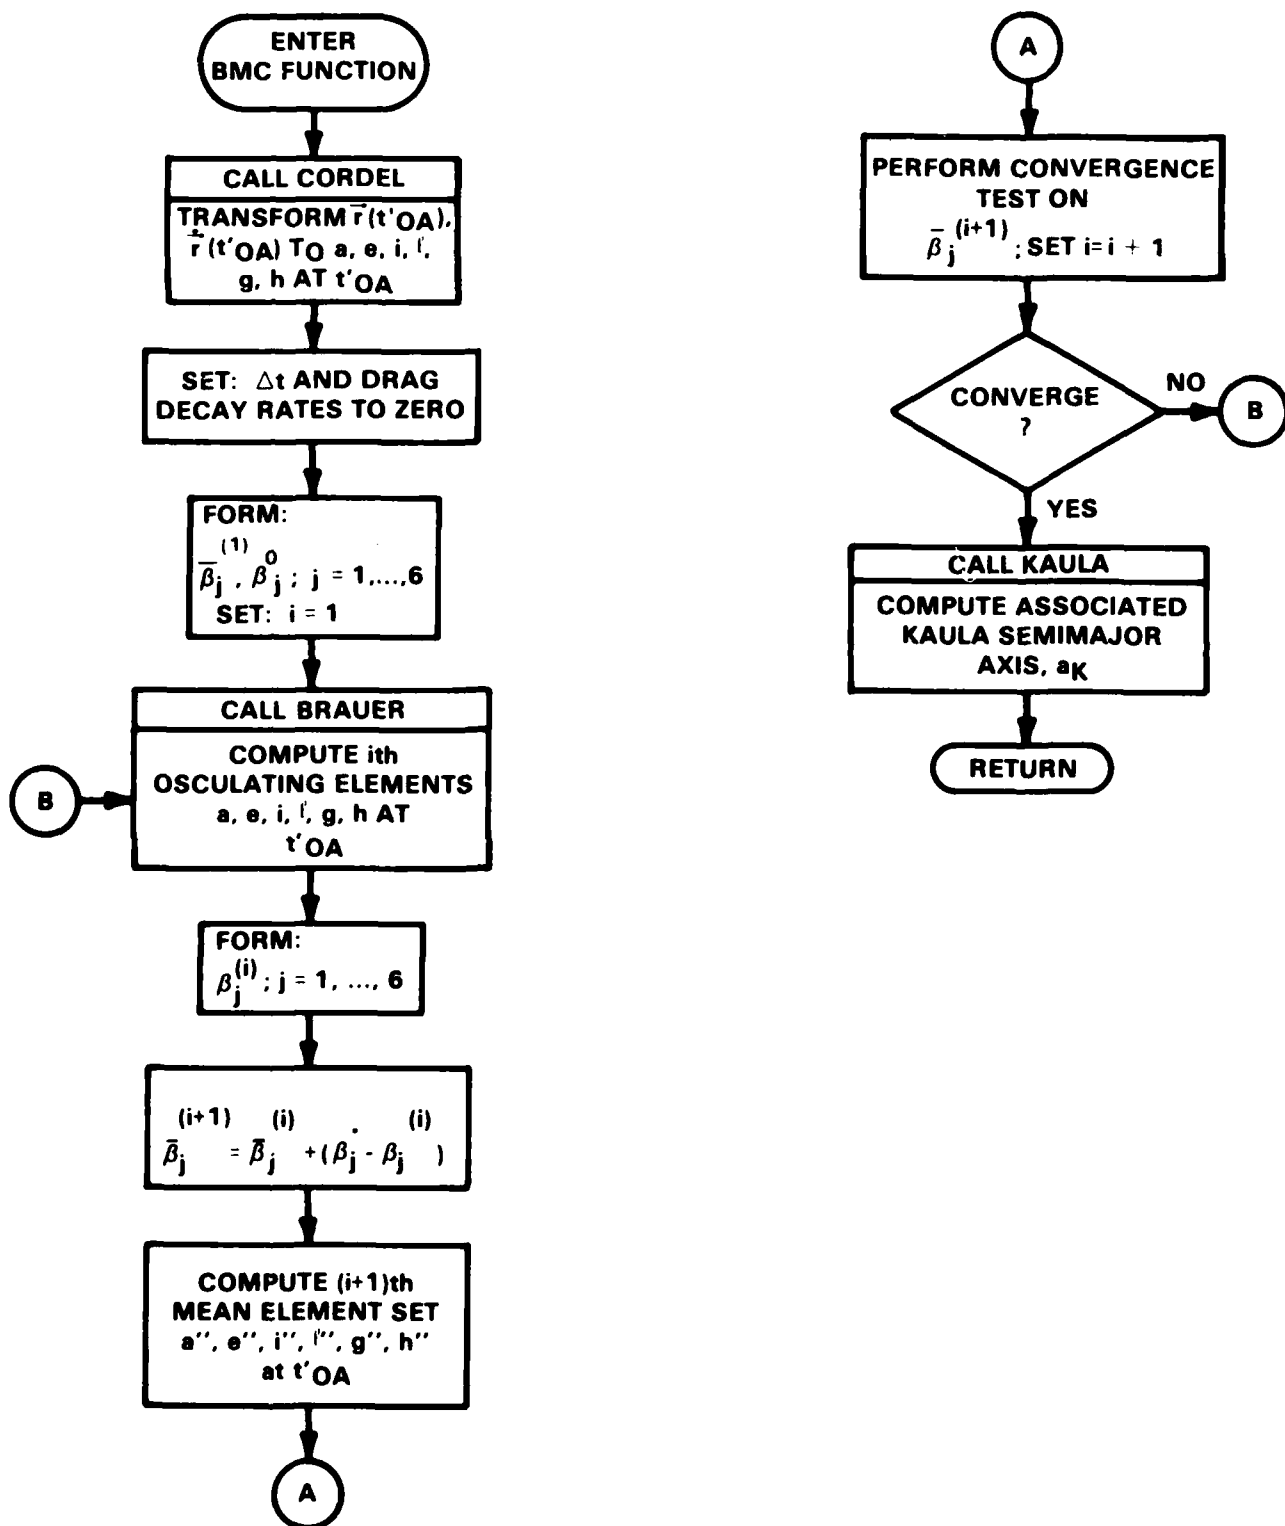 ENTER
BMC FUNCTION
CALL CORDEL
TRANSFORM r⃗(t'OA),
ṙ⃗(t'OA) TO a, e, i, l,
g, h AT t'OA
SET: Δt AND DRAG
DECAY RATES TO ZERO
FORM:
β̄j^(1), βj^0; j = 1,...,6
SET: i = 1
CALL BRAUER
COMPUTE ith
OSCULATING ELEMENTS
a, e, i, l, g, h AT
t'OA
B
FORM:
βj^(i); j = 1, ..., 6
β̄j^(i+1) = β̄j^(i) + (βj^· - βj^(i))
COMPUTE (i+1)th
MEAN ELEMENT SET
a'', e'', i'', l'', g'', h''
at t'OA
A
A
PERFORM CONVERGENCE
TEST ON
β̄j^(i+1); SET i=i + 1
CONVERGE
?
NO
B
YES
CALL KAULA
COMPUTE ASSOCIATED
KAULA SEMIMAJOR
AXIS, aK
RETURN